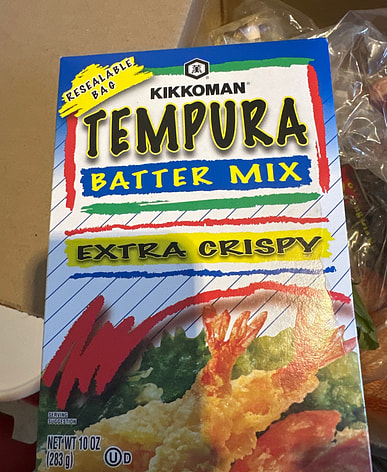 RESEALABLE
BAG
KIKKOMAN®
TEMPURA
BATTER MIX
EXTRA CRISPY
SERVING
SUGGESTION
NET WT 10 OZ
(283 g)
U D